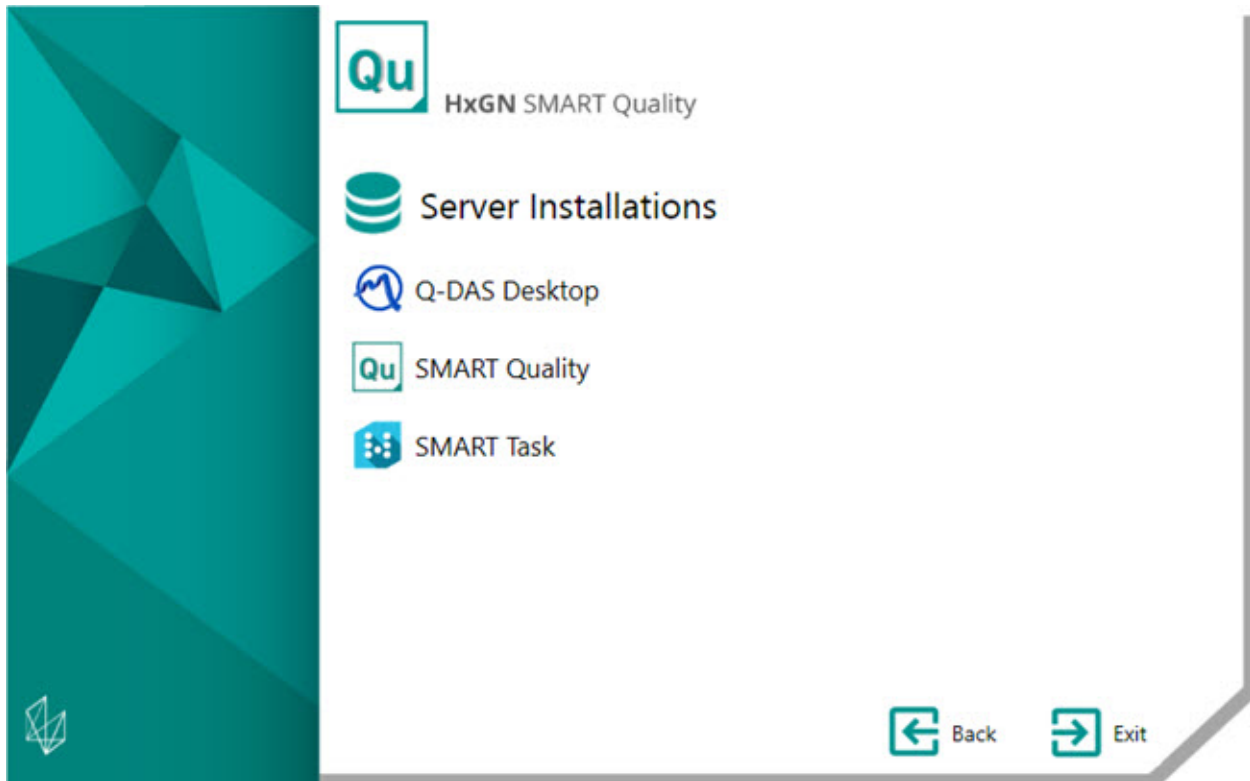 Qu
HxGN SMART Quality
Server Installations
Q-DAS Desktop
Qu SMART Quality
SMART Task
Back Exit